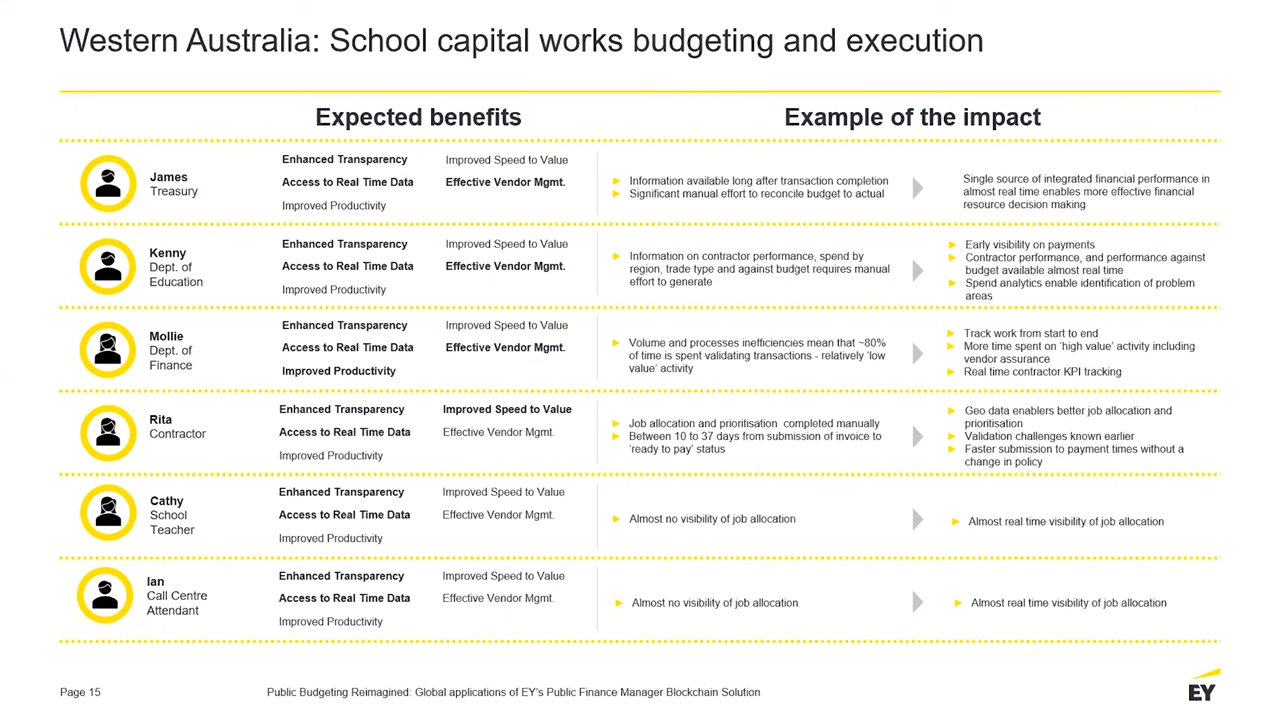 Western Australia: School capital works budgeting and execution
Expected benefits
Example of the impact
James
Treasury
Enhanced Transparency
Improved Speed to Value
Access to Real Time Data
Effective Vendor Mgmt.
Improved Productivity
Information available long after transaction completion
Significant manual effort to reconcile budget to actual
Single source of integrated financial performance in
almost real time enables more effective financial
resource decision making
Kenny
Dept. of
Education
Enhanced Transparency
Improved Speed to Value
Access to Real Time Data
Effective Vendor Mgmt.
Improved Productivity
Information on contractor performance, spend by
region, trade type and against budget requires manual
effort to generate
Early visibility on payments
Contractor performance, and performance against
budget available almost real time
Spend analytics enable identification of problem
areas
Mollie
Dept. of
Finance
Enhanced Transparency
Improved Speed to Value
Access to Real Time Data
Effective Vendor Mgmt.
Improved Productivity
Volume and processes inefficiencies mean that ~80%
of time is spent validating transactions - relatively ‘low
value’ activity
Track work from start to end
More time spent on ‘high value’ activity including
vendor assurance
Real time contractor KPI tracking
Rita
Contractor
Enhanced Transparency
Improved Speed to Value
Access to Real Time Data
Effective Vendor Mgmt.
Improved Productivity
Job allocation and prioritisation completed manually
Between 10 to 37 days from submission of invoice to
‘ready to pay’ status
Geo data enablers better job allocation and
prioritisation
Validation challenges known earlier
Faster submission to payment times without a
change in policy
Cathy
School
Teacher
Enhanced Transparency
Improved Speed to Value
Access to Real Time Data
Effective Vendor Mgmt.
Improved Productivity
Almost no visibility of job allocation
Almost real time visibility of job allocation
Ian
Call Centre
Attendant
Enhanced Transparency
Improved Speed to Value
Access to Real Time Data
Effective Vendor Mgmt.
Improved Productivity
Almost no visibility of job allocation
Almost real time visibility of job allocation
Page 15
Public Budgeting Reimagined: Global applications of EY’s Public Finance Manager Blockchain Solution
EY